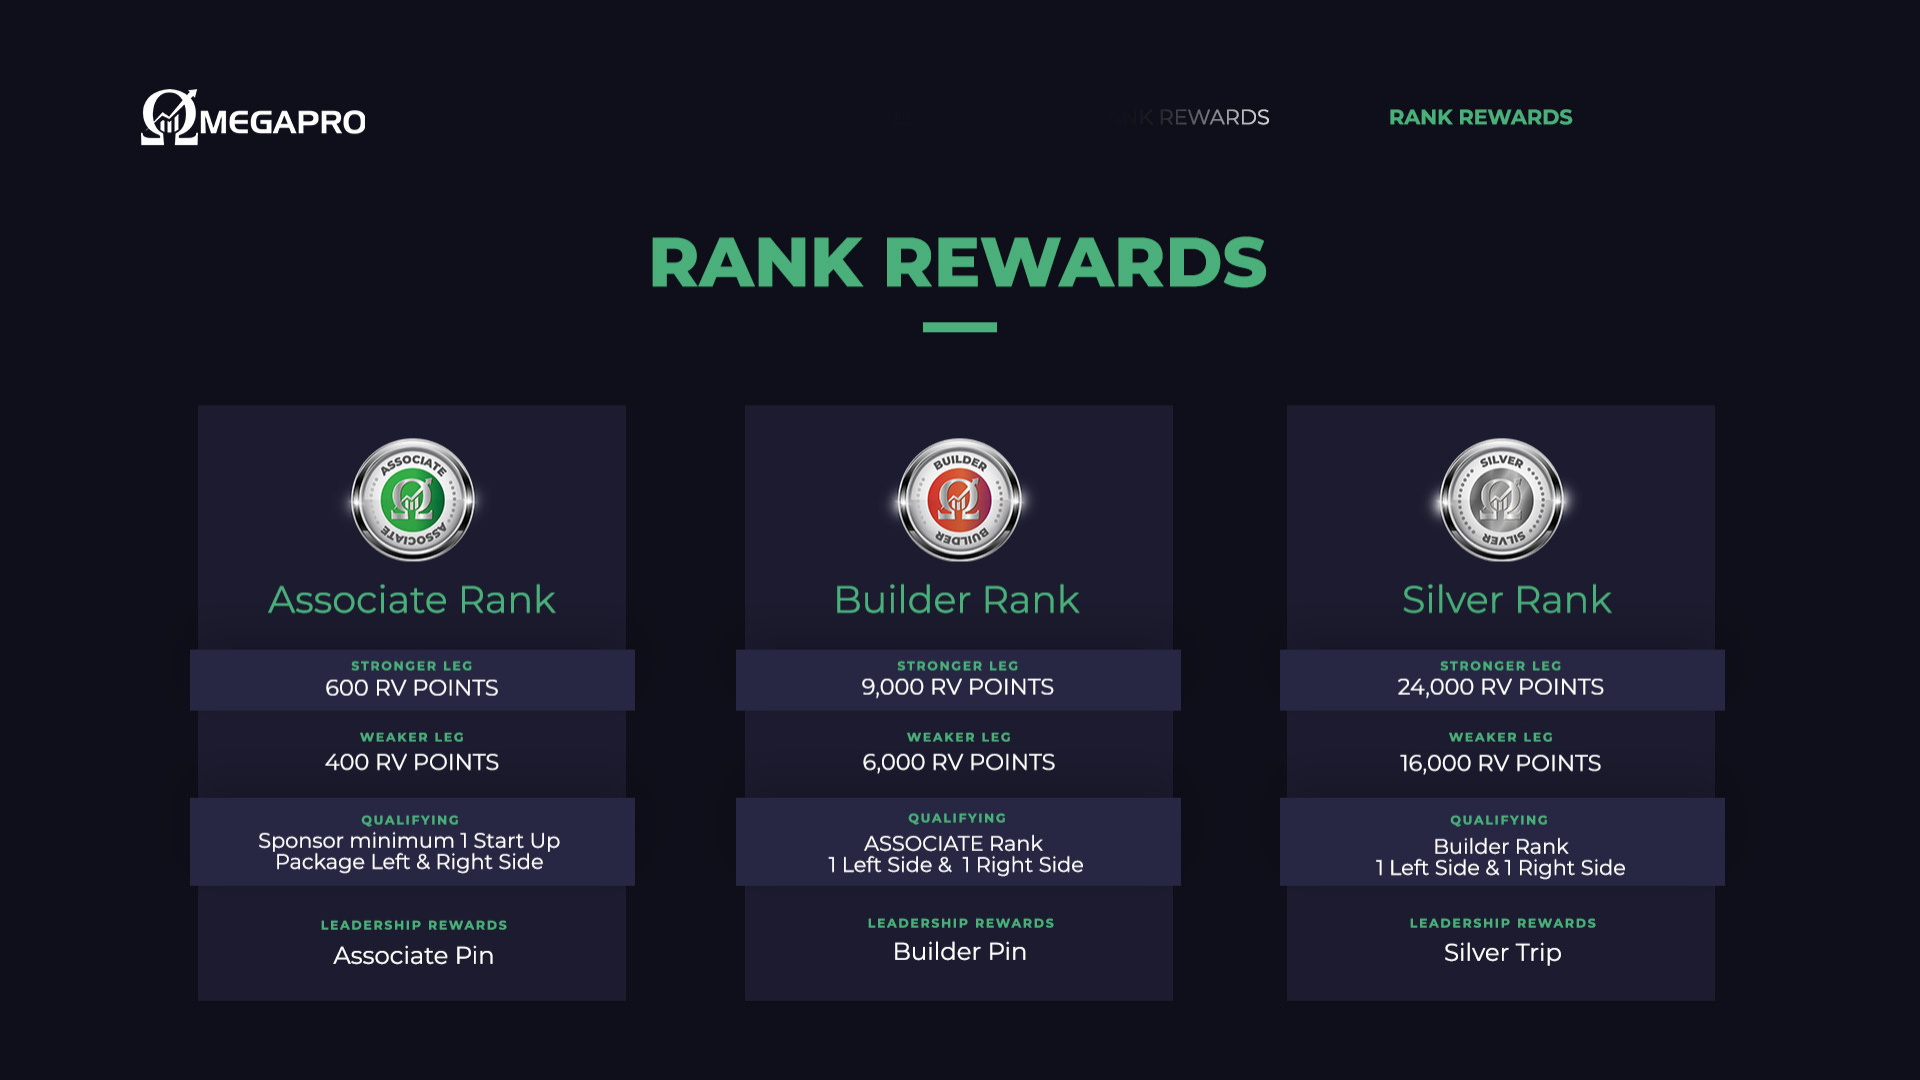 ΩMEGAPRO
NK REWARDS
RANK REWARDS
RANK REWARDS
ASSOCIATE
ASSOCIATE
Associate Rank
STRONGER LEG
600 RV POINTS
WEAKER LEG
400 RV POINTS
QUALIFYING
Sponsor minimum 1 Start Up
Package Left & Right Side
LEADERSHIP REWARDS
Associate Pin
BUILDER
BUILDER
Builder Rank
STRONGER LEG
9,000 RV POINTS
WEAKER LEG
6,000 RV POINTS
QUALIFYING
ASSOCIATE Rank
1 Left Side & 1 Right Side
LEADERSHIP REWARDS
Builder Pin
SILVER
SILVER
Silver Rank
STRONGER LEG
24,000 RV POINTS
WEAKER LEG
16,000 RV POINTS
QUALIFYING
Builder Rank
1 Left Side & 1 Right Side
LEADERSHIP REWARDS
Silver Trip